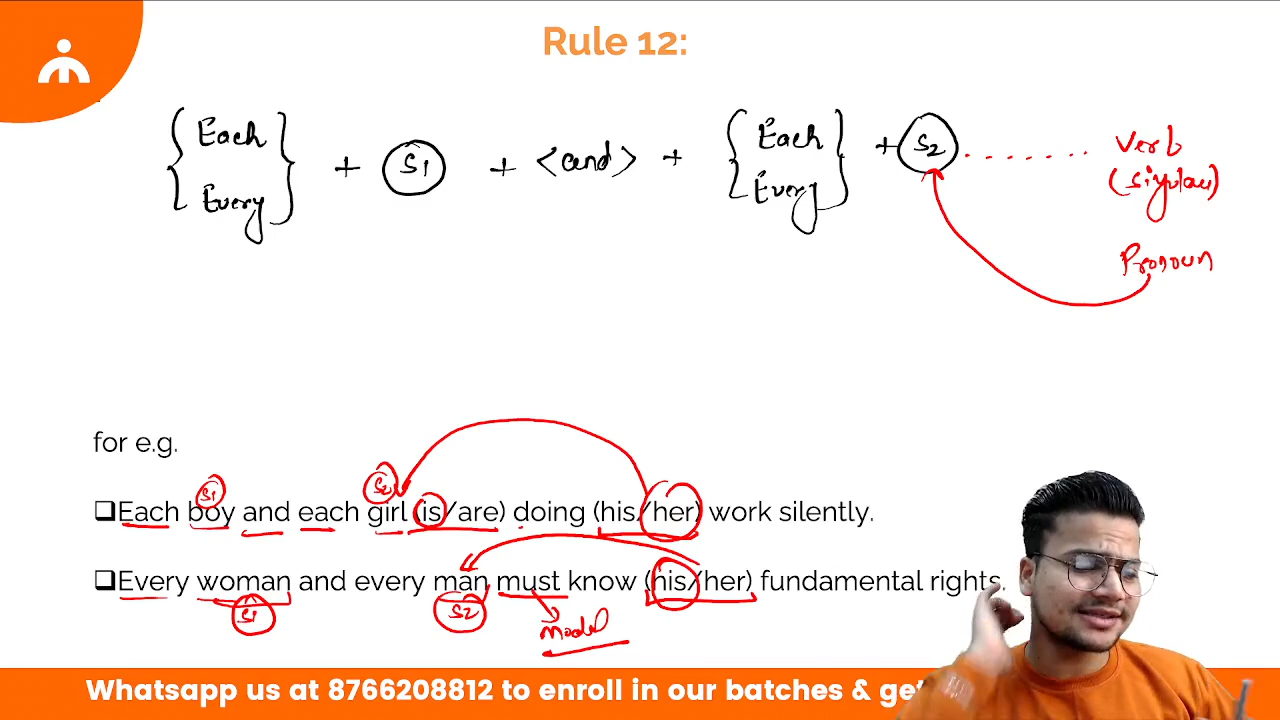 Rule 12:
{Each Every} + S1 + <and> + {Each Every} + S2 ........ Verb
(Singular)
Pronoun
for e.g.
S1 S2
❑Each boy and each girl (is/are) doing (his/her) work silently.
❑Every woman and every man must know (his/her) fundamental rights.
S1 S2 model
Whatsapp us at 8766208812 to enroll in our batches & get